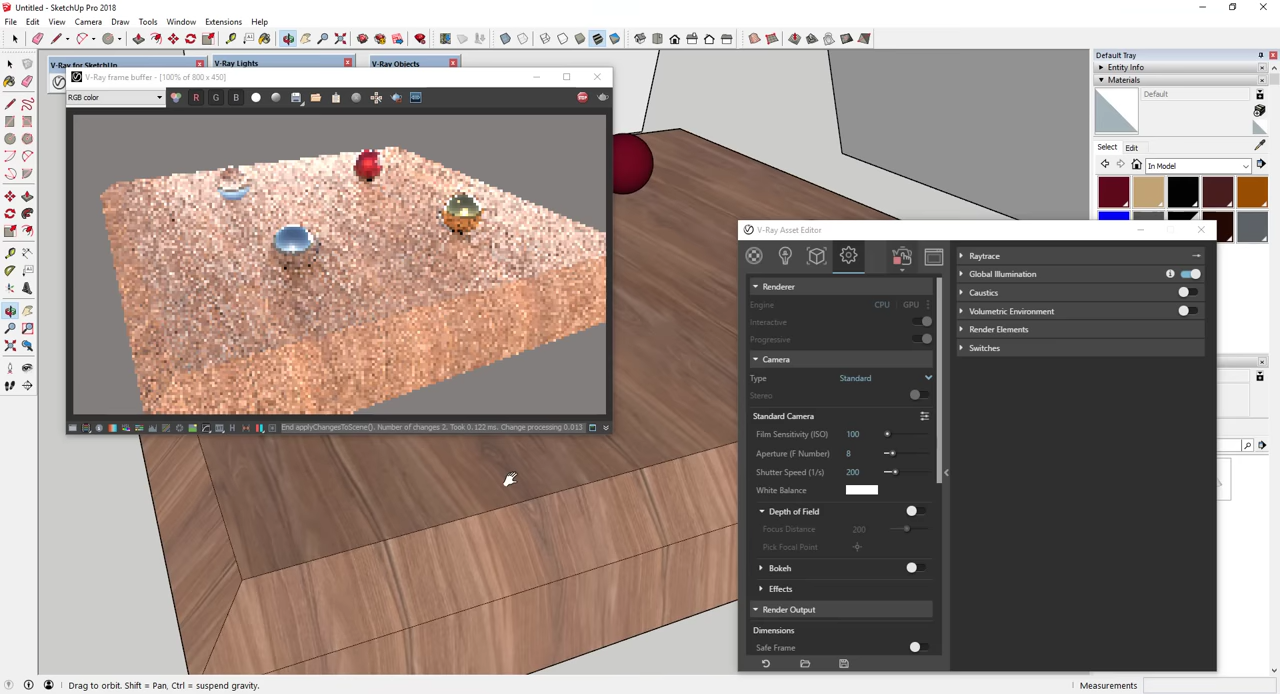 Untitled - SketchUp Pro 2018
File Edit View Camera Draw Tools Window Extensions Help
V-Ray for SketchUp
V-Ray Lights
V-Ray Objects
V-Ray frame buffer - [100% of 800 x 450]
RGB color
R G B
STOP
End applyChangesToScene(). Number of changes 2. Took 0.122 ms. Change processing 0.013
Default Tray
Entity Info
Materials
Default
Select Edit
In Model
V-Ray Asset Editor
Renderer
Engine CPU GPU
Interactive
Progressive
Camera
Type Standard
Stereo
Standard Camera
Film Sensitivity (ISO) 100
Aperture (F Number) 8
Shutter Speed (1/s) 200
White Balance
Depth of Field
Focus Distance 200
Pick Focal Point
Bokeh
Effects
Render Output
Dimensions
Safe Frame
Raytrace
Global Illumination
Caustics
Volumetric Environment
Render Elements
Switches
Drag to orbit. Shift = Pan, Ctrl = suspend gravity.
Measurements